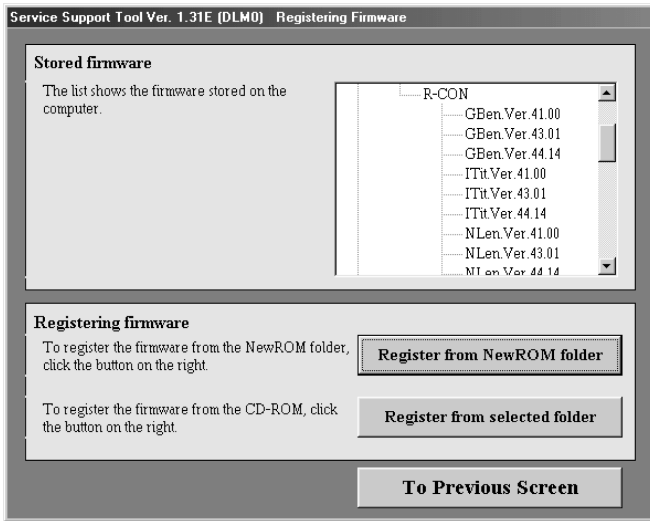 Service Support Tool Ver. 1.31E (DLM0) Registering Firmware
Stored firmware
The list shows the firmware stored on the
computer.
R-CON
GBen.Ver.41.00
GBen.Ver.43.01
GBen.Ver.44.14
ITit.Ver.41.00
ITit.Ver.43.01
ITit.Ver.44.14
NLen.Ver.41.00
NLen.Ver.43.01
NLen.Ver.44.14
Registering firmware
To register the firmware from the NewROM folder,
click the button on the right.
Register from NewROM folder
To register the firmware from the CD-ROM, click
the button on the right.
Register from selected folder
To Previous Screen